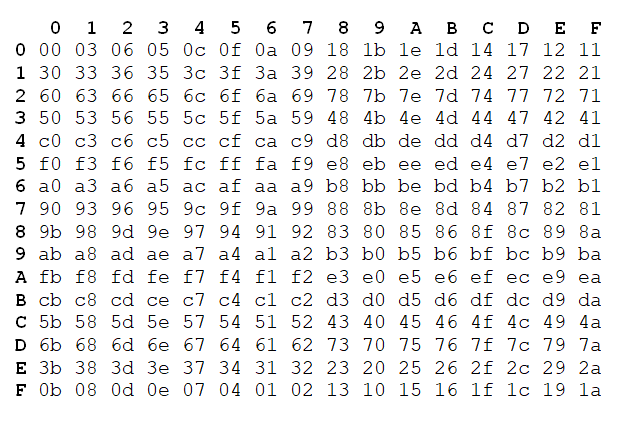 0 1 2 3 4 5 6 7 8 9 A B C D E F
0 00 03 06 05 0c 0f 0a 09 18 1b 1e 1d 14 17 12 11
1 30 33 36 35 3c 3f 3a 39 28 2b 2e 2d 24 27 22 21
2 60 63 66 65 6c 6f 6a 69 78 7b 7e 7d 74 77 72 71
3 50 53 56 55 5c 5f 5a 59 48 4b 4e 4d 44 47 42 41
4 c0 c3 c6 c5 cc cf ca c9 d8 db de dd d4 d7 d2 d1
5 f0 f3 f6 f5 fc ff fa f9 e8 eb ee ed e4 e7 e2 e1
6 a0 a3 a6 a5 ac af aa a9 b8 bb be bd b4 b7 b2 b1
7 90 93 96 95 9c 9f 9a 99 88 8b 8e 8d 84 87 82 81
8 9b 98 9d 9e 97 94 91 92 83 80 85 86 8f 8c 89 8a
9 ab a8 ad ae a7 a4 a1 a2 b3 b0 b5 b6 bf bc b9 ba
A fb f8 fd fe f7 f4 f1 f2 e3 e0 e5 e6 ef ec e9 ea
B cb c8 cd ce c7 c4 c1 c2 d3 d0 d5 d6 df dc d9 da
C 5b 58 5d 5e 57 54 51 52 43 40 45 46 4f 4c 49 4a
D 6b 68 6d 6e 67 64 61 62 73 70 75 76 7f 7c 79 7a
E 3b 38 3d 3e 37 34 31 32 23 20 25 26 2f 2c 29 2a
F 0b 08 0d 0e 07 04 01 02 13 10 15 16 1f 1c 19 1a